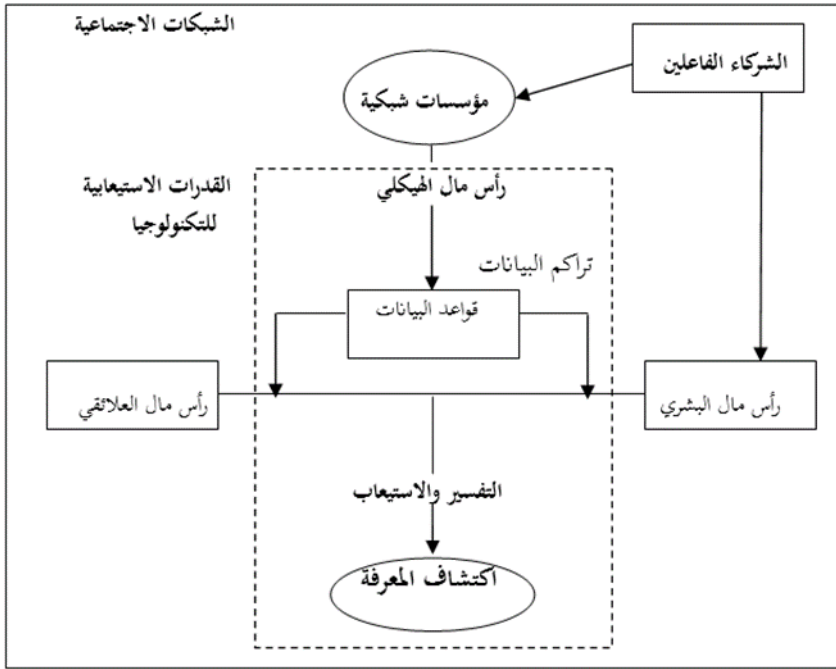 الشبكات الاجتماعية
الشركاء الفاعلين
مؤسسات شبكية
القدرات الاستيعابية
للتكنولوجيا
رأس مال الهيكلي
تراكم البيانات
قواعد البيانات
رأس مال البشري
رأس مال العلائقي
التفسير والاستيعاب
اكتشاف المعرفة